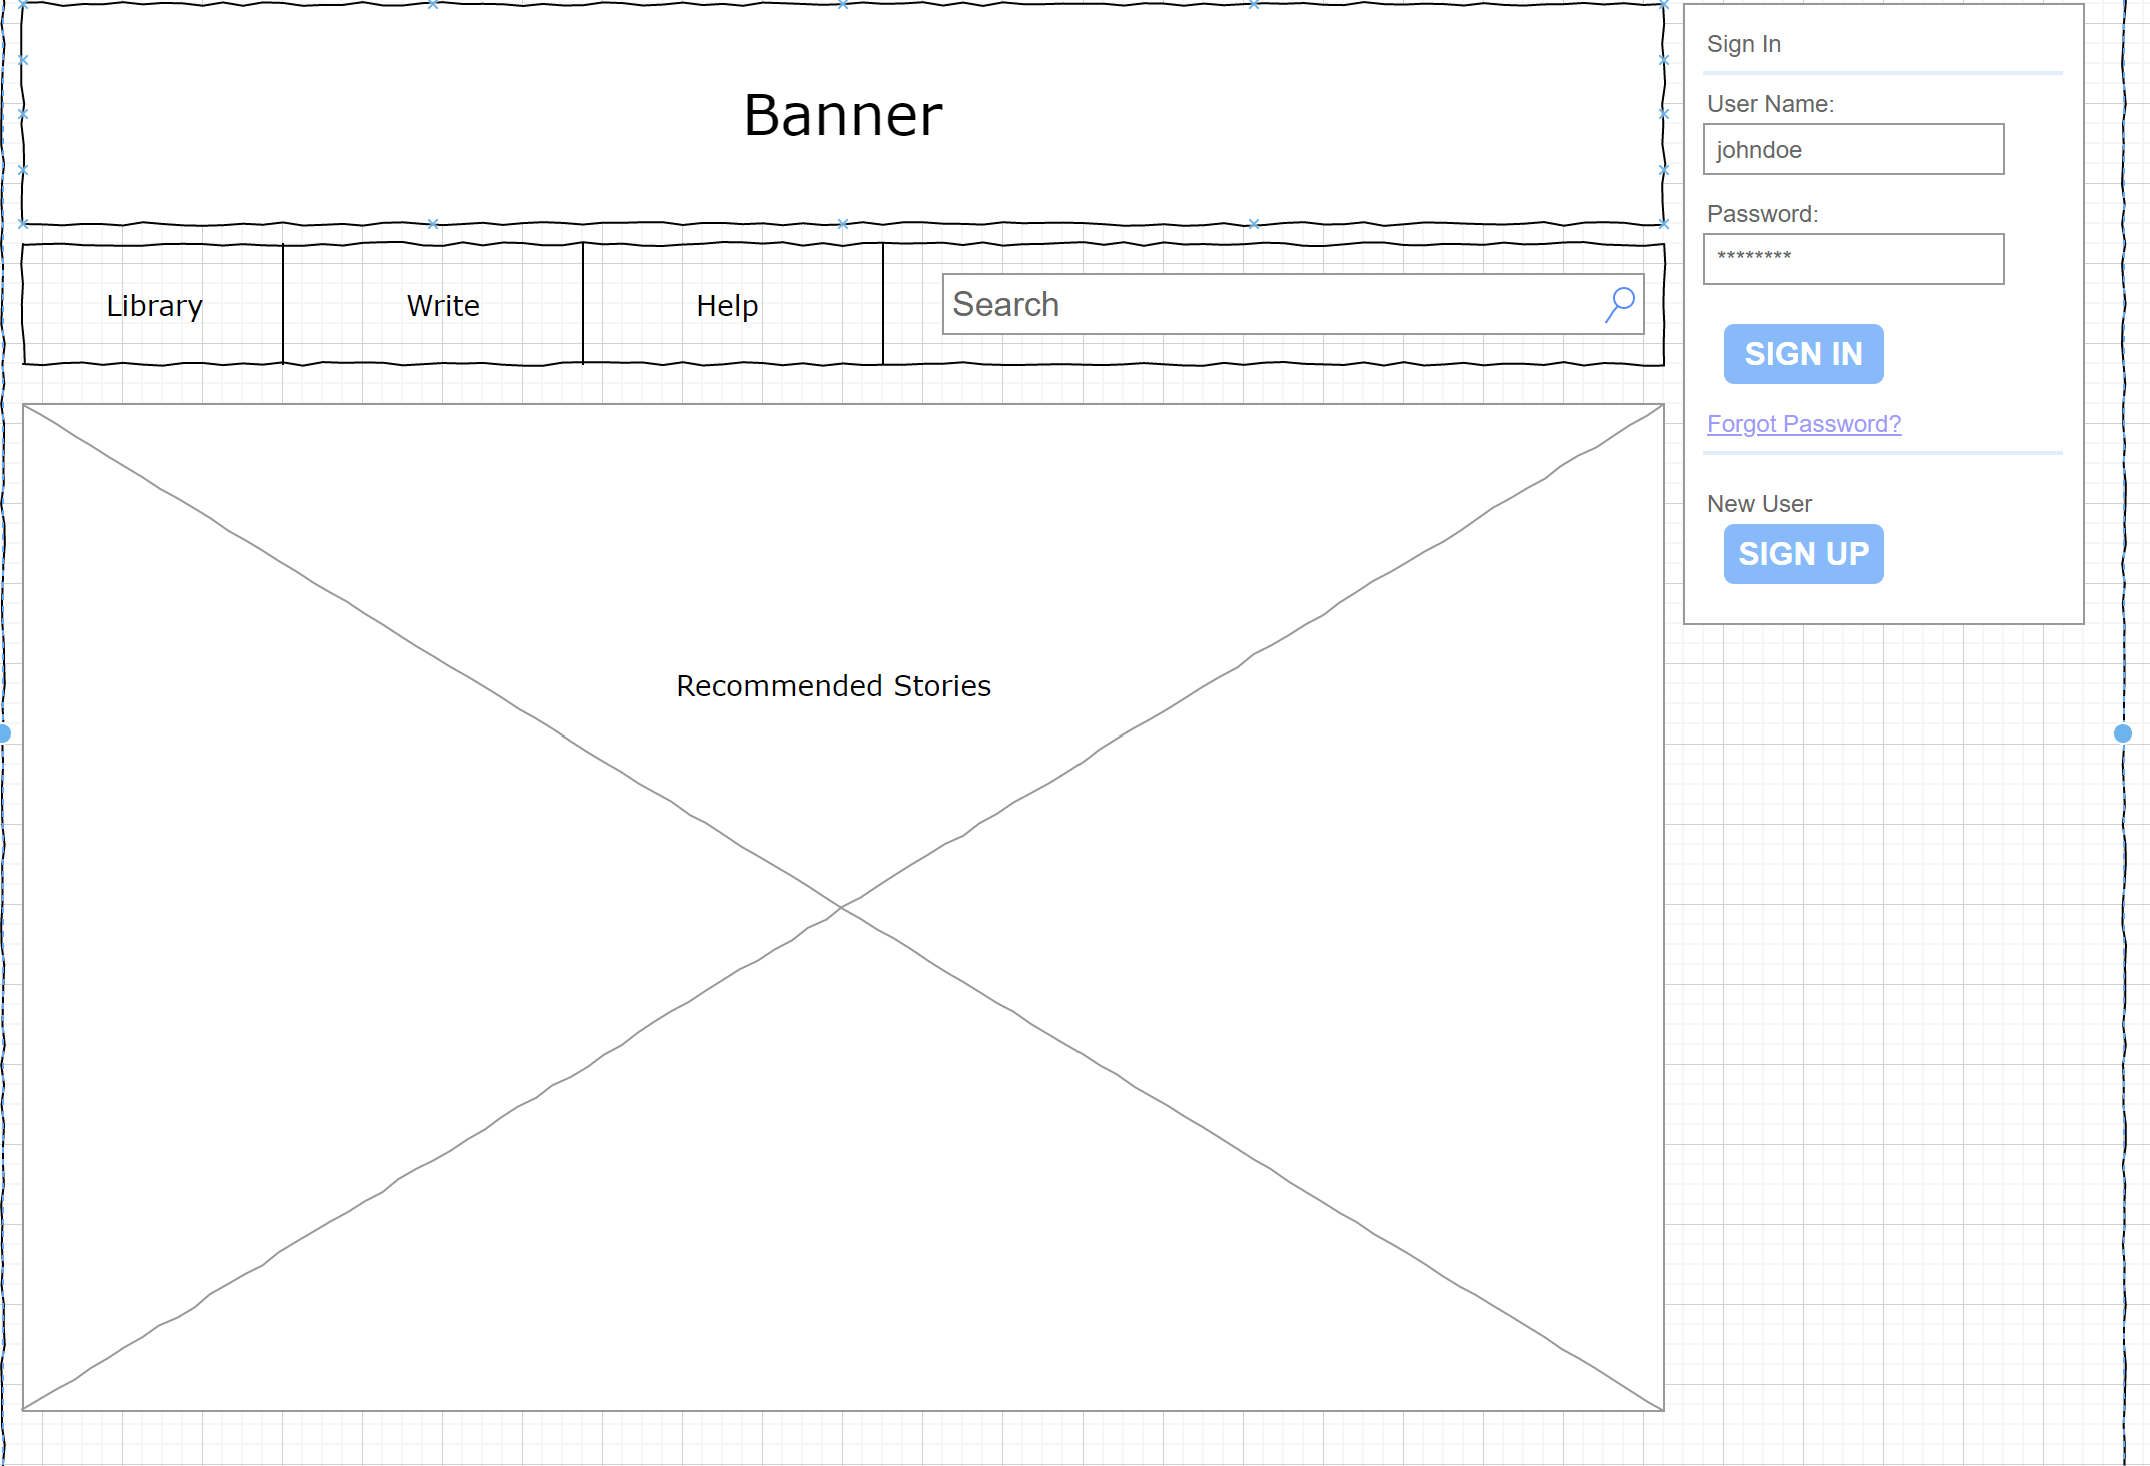 Banner
Library
Write
Help
Search
Recommended Stories
Sign In
User Name:
johndoe
Password:
********
SIGN IN
Forgot Password?
New User
SIGN UP